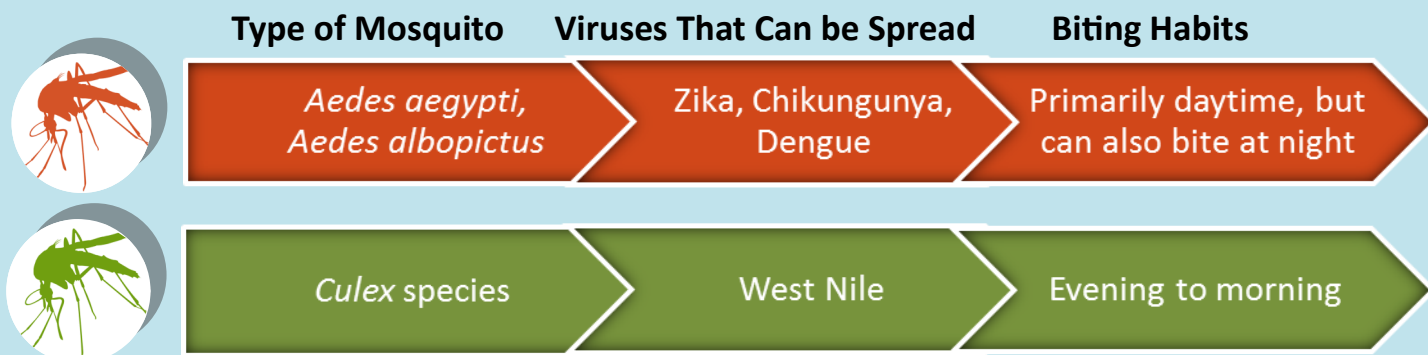 Type of Mosquito Viruses That Can be Spread Biting Habits
Aedes aegypti,
Aedes albopictus
Zika, Chikungunya,
Dengue
Primarily daytime, but
can also bite at night
Culex species
West Nile
Evening to morning